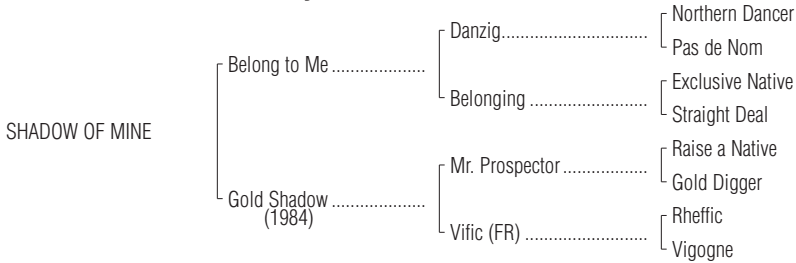 Northern Dancer
Danzig..............................
Pas de Nom
Belong to Me ....................
Exclusive Native
Belonging .........................
Straight Deal
SHADOW OF MINE
Raise a Native
Mr. Prospector..................
Gold Digger
Gold Shadow ....................
(1984)
Rheffic
Vific (FR) ..........................
Vigogne